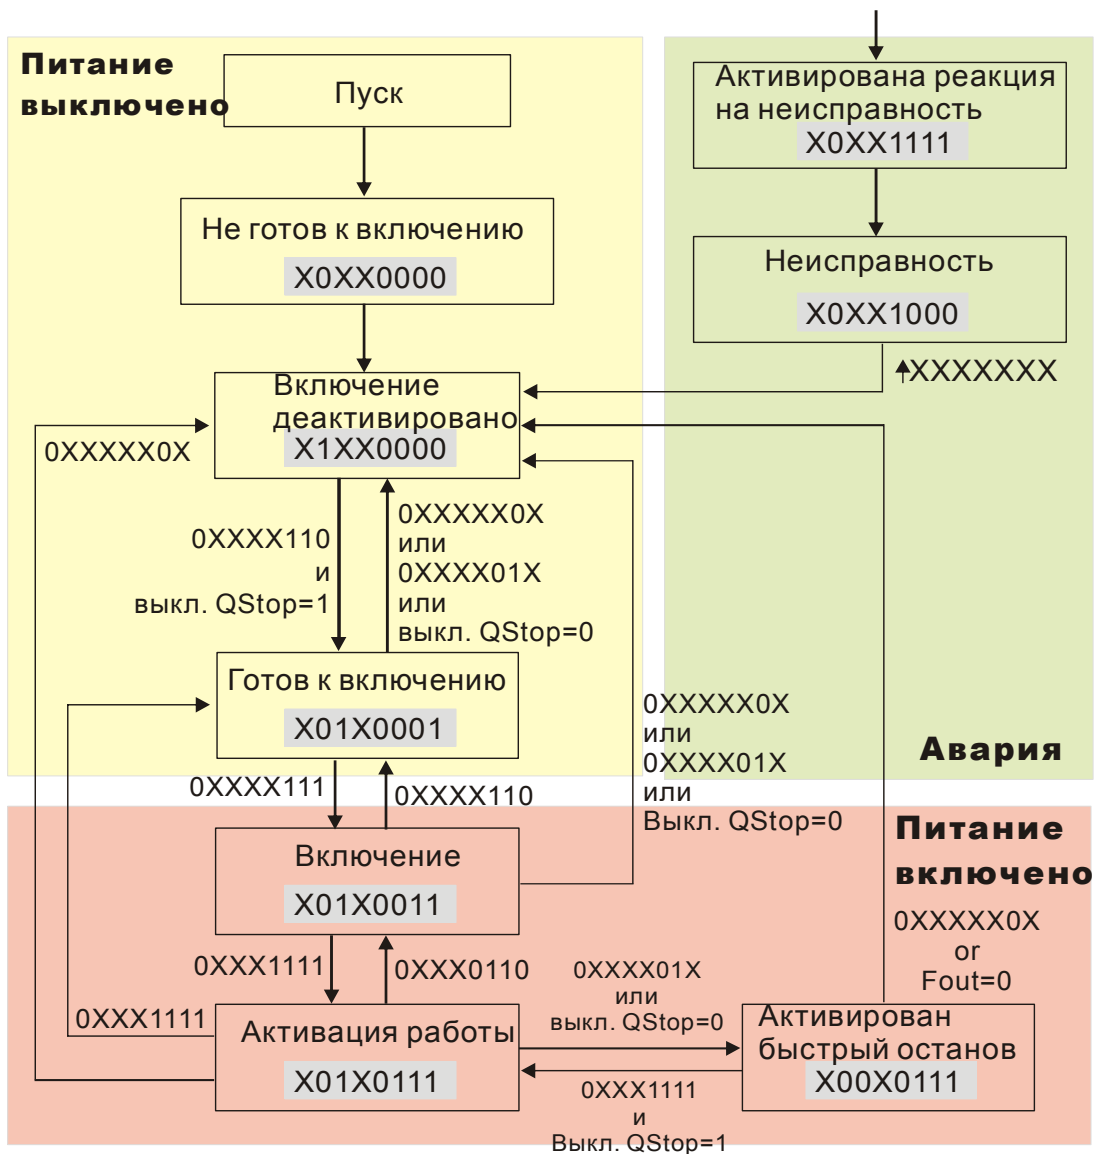 Питание
выключено
Пуск
Не готов к включению
X0XX0000
Включение
деактивировано
X1XX0000
0XXXXX0X
0XXXX110
и
выкл. QStop=1
0XXXXX0X
или
0XXXX01X
или
выкл. QStop=0
Готов к включению
X01X0001
Активирована реакция
на неисправность
X0XX1111
Неисправность
X0XX1000
XXXXXXX
Авария
0XXXXX0X
или
0XXXX01X
или
Выкл. QStop=0
0XXXX111
0XXXX110
Питание
включено
Включение
X01X0011
0XXX1111
0XXX0110
0XXX1111
Активация работы
X01X0111
0XXXX01X
или
выкл. QStop=0
0XXX1111
и
Выкл. QStop=1
0XXXXX0X
or
Fout=0
Активирован
быстрый останов
X00X0111